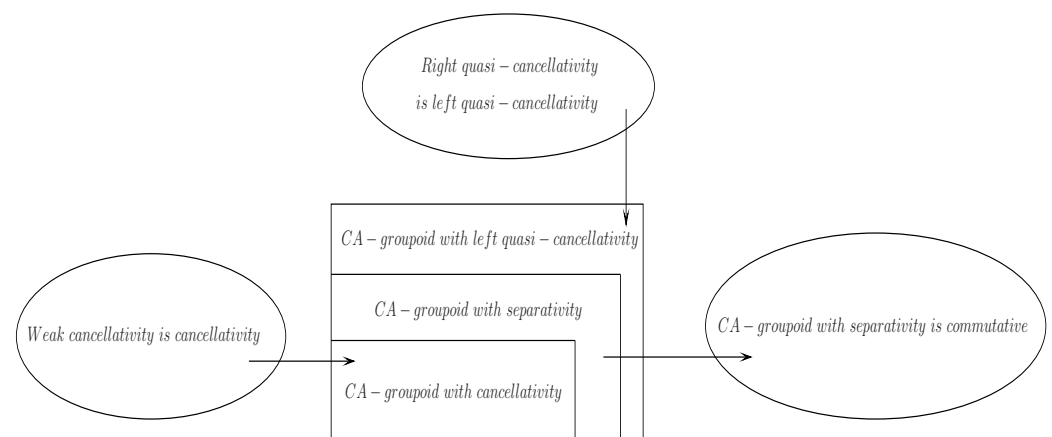 Right quasi – cancellativity
is left quasi – cancellativity
CA – groupoid with left quasi – cancellativity
CA – groupoid with separativity
Weak cancellativity is cancellativity
CA – groupoid with separativity is commutative
CA – groupoid with cancellativity